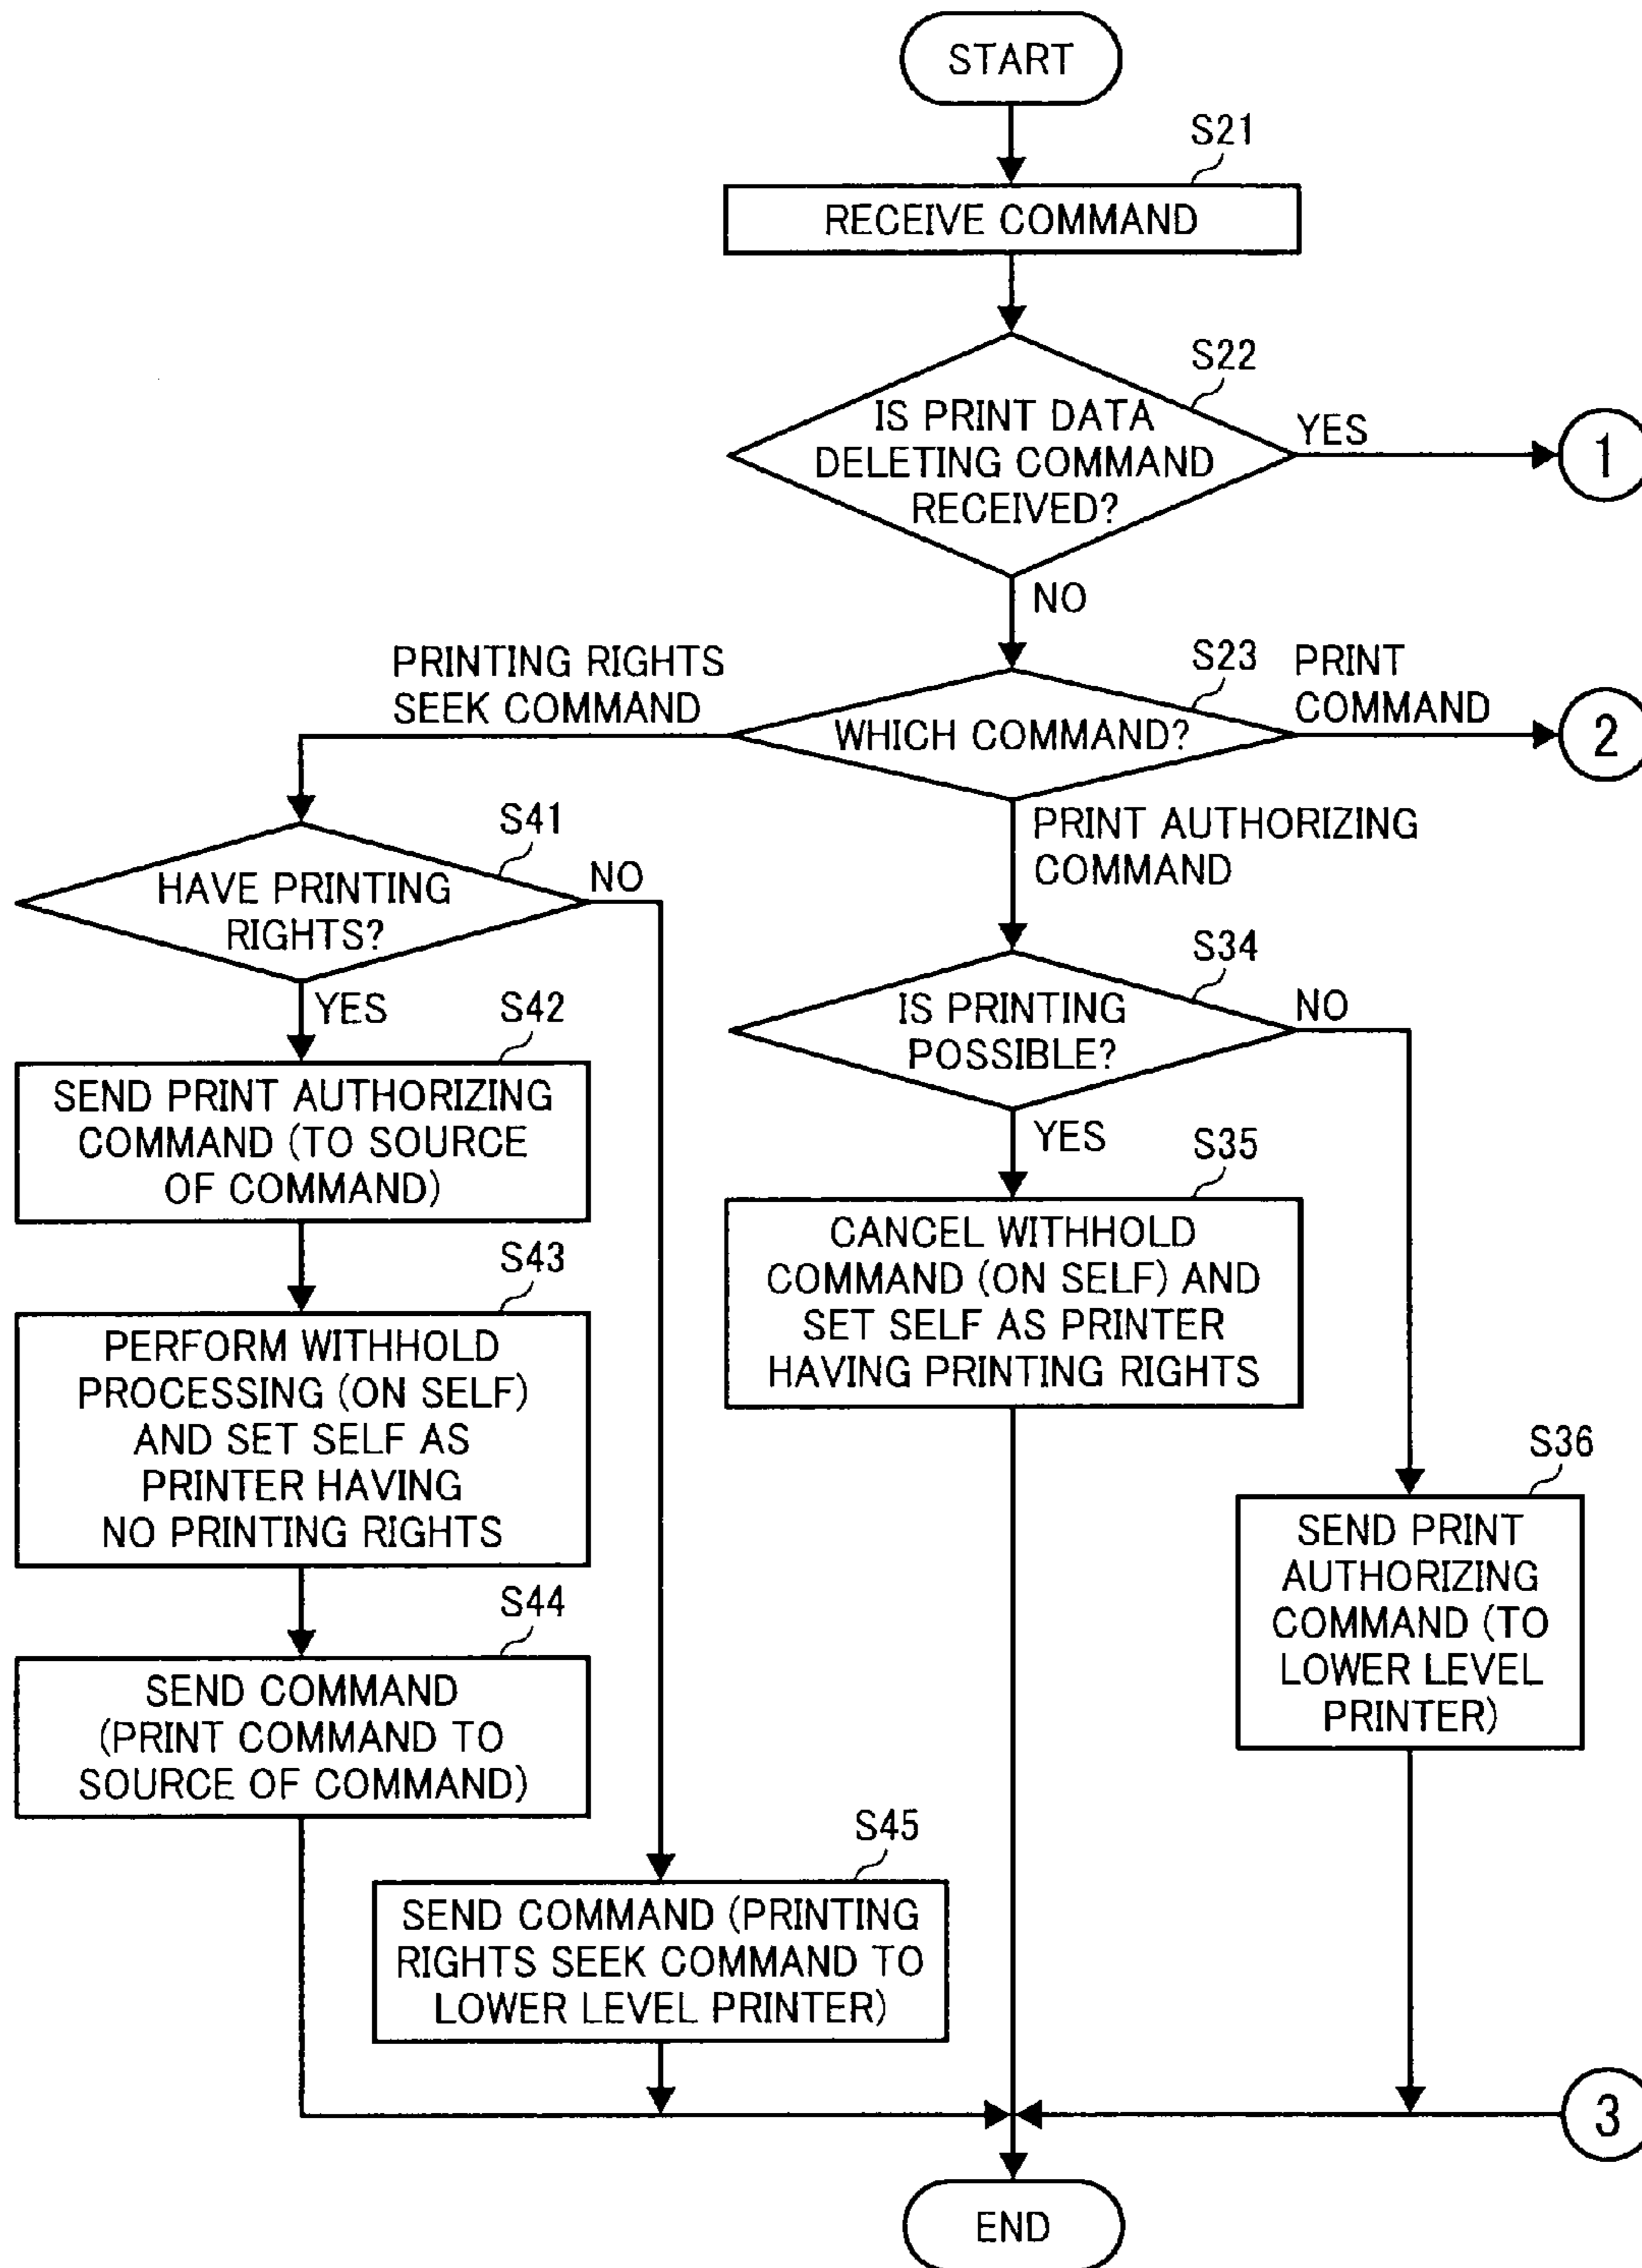 START
S21
RECEIVE COMMAND
S22
IS PRINT DATA
DELETING COMMAND
RECEIVED?
YES
1
NO
PRINTING RIGHTS
SEEK COMMAND
S23
WHICH COMMAND?
PRINT
COMMAND
2
PRINT AUTHORIZING
COMMAND
S41
HAVE PRINTING
RIGHTS?
NO
YES
S34
IS PRINTING
POSSIBLE?
NO
YES
S42
SEND PRINT AUTHORIZING
COMMAND (TO SOURCE
OF COMMAND)
S35
CANCEL WITHHOLD
COMMAND (ON SELF) AND
SET SELF AS PRINTER
HAVING PRINTING RIGHTS
S43
PERFORM WITHHOLD
PROCESSING (ON SELF)
AND SET SELF AS
PRINTER HAVING
NO PRINTING RIGHTS
S36
SEND PRINT
AUTHORIZING
COMMAND (TO
LOWER LEVEL
PRINTER)
S44
SEND COMMAND
(PRINT COMMAND TO
SOURCE OF COMMAND)
S45
SEND COMMAND (PRINTING
RIGHTS SEEK COMMAND TO
LOWER LEVEL PRINTER)
3
END